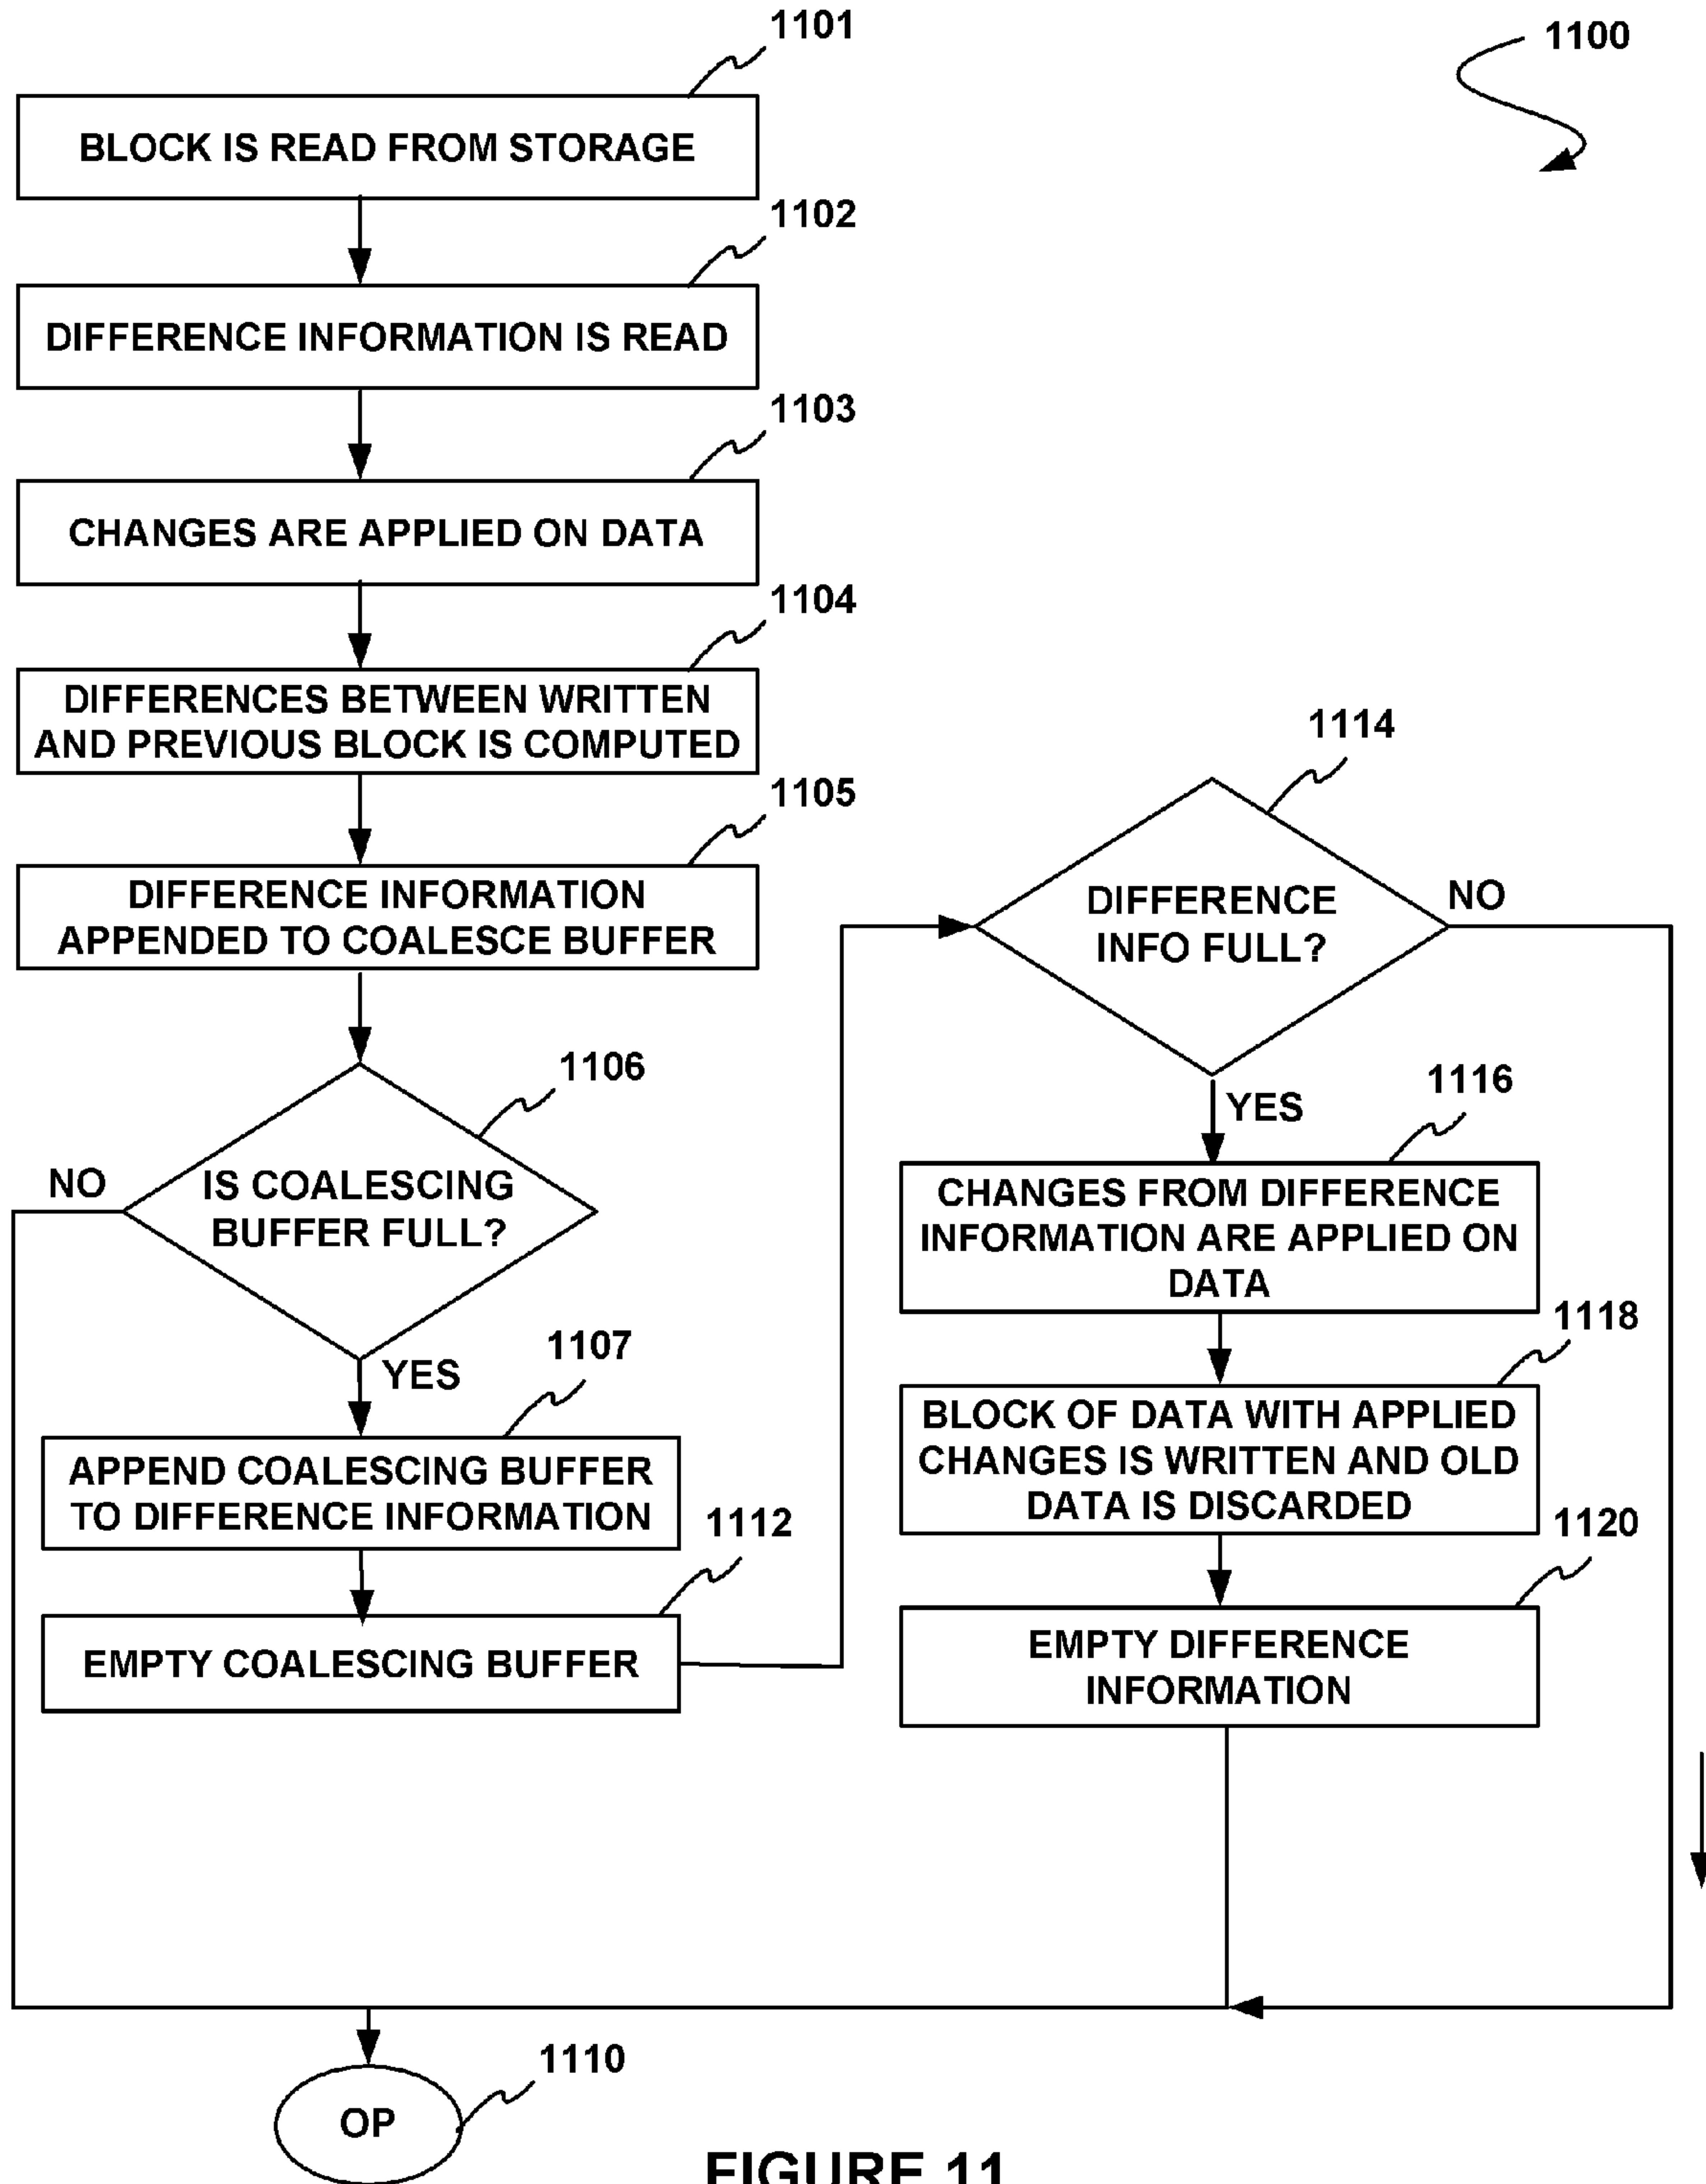 1101
1100
BLOCK IS READ FROM STORAGE
1102
DIFFERENCE INFORMATION IS READ
1103
CHANGES ARE APPLIED ON DATA
1104
DIFFERENCES BETWEEN WRITTEN
AND PREVIOUS BLOCK IS COMPUTED
1105
DIFFERENCE INFORMATION
APPENDED TO COALESCE BUFFER
1106
IS COALESCING
BUFFER FULL?
NO
YES
1107
APPEND COALESCING BUFFER
TO DIFFERENCE INFORMATION
1112
EMPTY COALESCING BUFFER
1114
DIFFERENCE
INFO FULL?
NO
YES
1116
CHANGES FROM DIFFERENCE
INFORMATION ARE APPLIED ON
DATA
1118
BLOCK OF DATA WITH APPLIED
CHANGES IS WRITTEN AND OLD
DATA IS DISCARDED
1120
EMPTY DIFFERENCE
INFORMATION
1110
OP
FIGURE 11